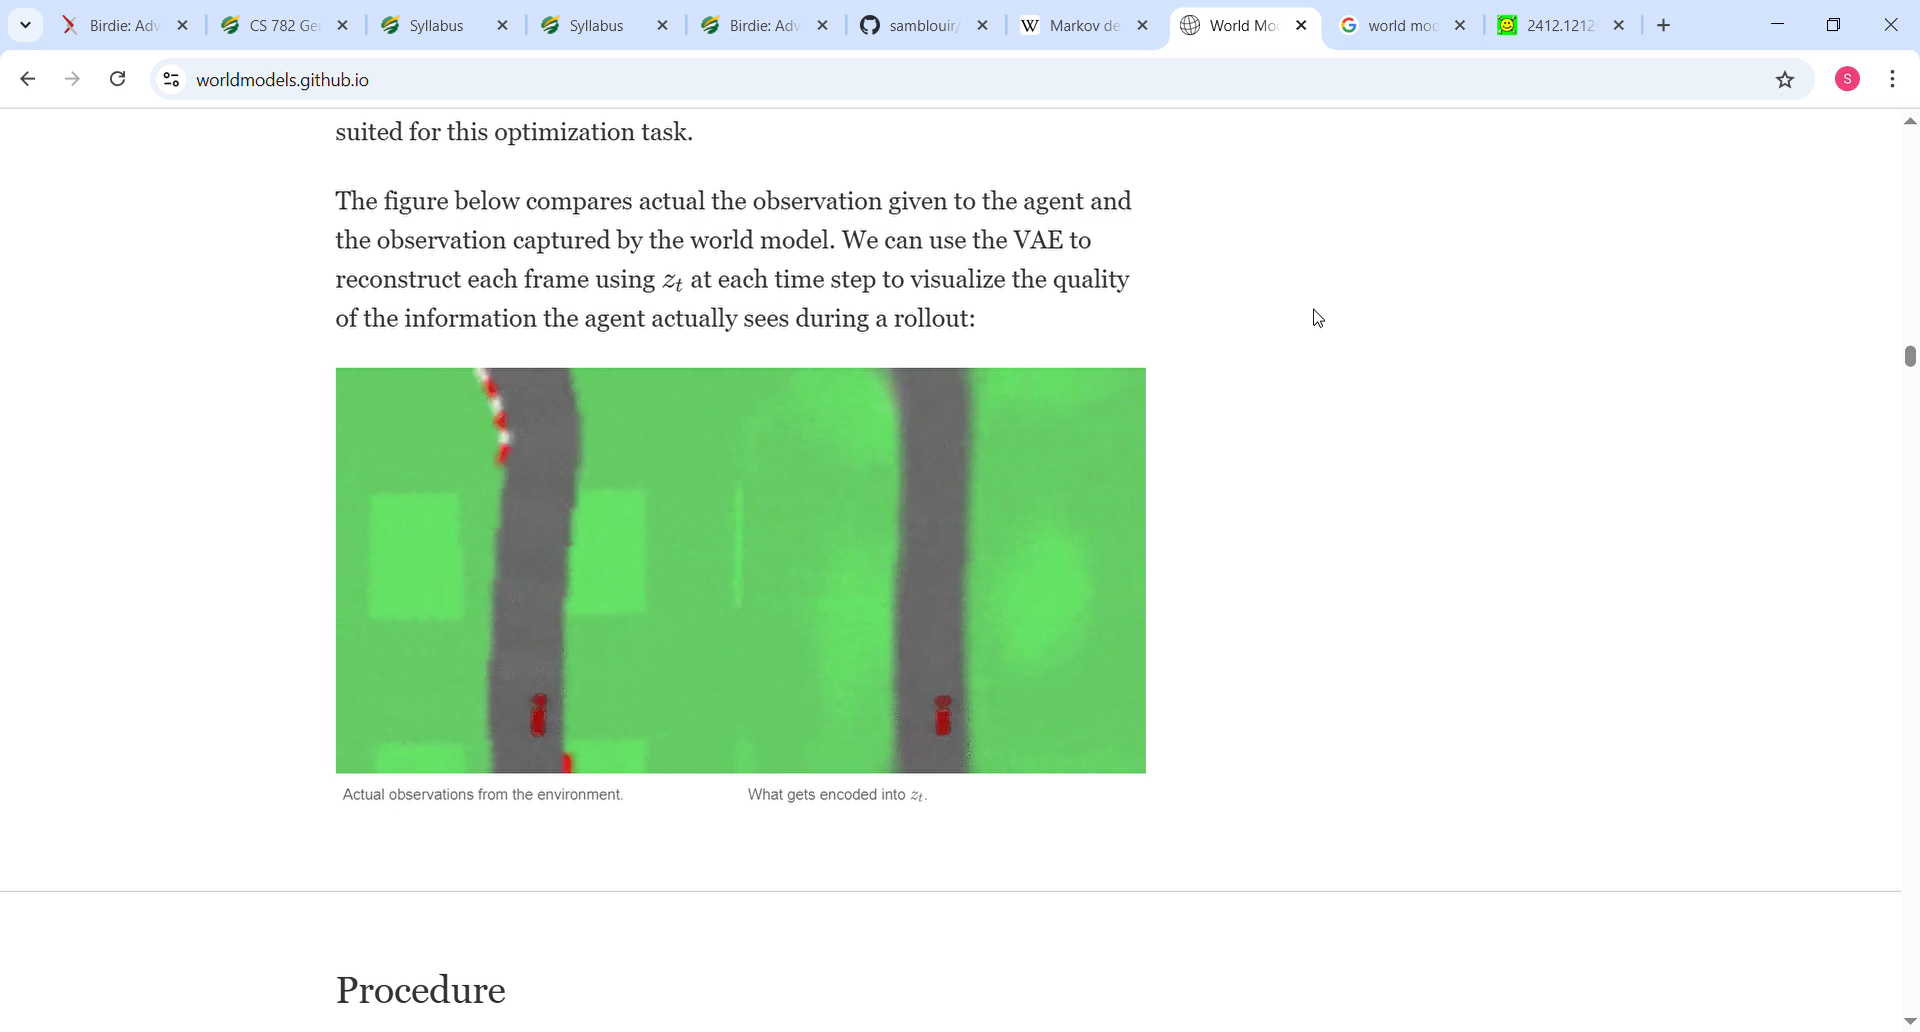 Birdie: Adv
CS 782 Ge
Syllabus
Syllabus
Birdie: Adv
samblouir/
Markov de
World Mo
world mod
2412.1212
worldmodels.github.io
S
suited for this optimization task.
The figure below compares actual the observation given to the agent and
the observation captured by the world model. We can use the VAE to
reconstruct each frame using zₜ at each time step to visualize the quality
of the information the agent actually sees during a rollout:
Actual observations from the environment.
What gets encoded into zₜ.
Procedure